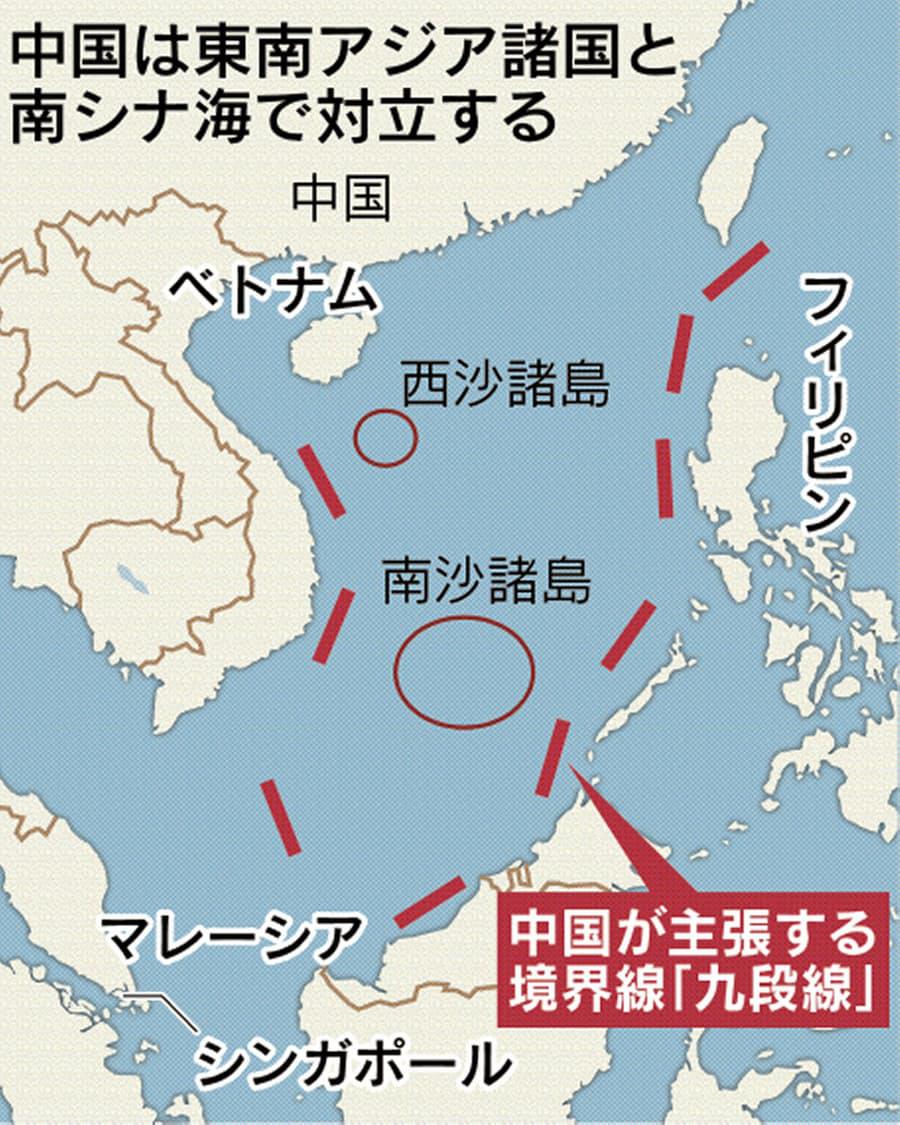 中国は東南アジア諸国と
南シナ海で対立する
中国
ベトナム
フィリピン
西沙諸島
南沙諸島
マレーシア
中国が主張する
境界線「九段線」
シンガポール